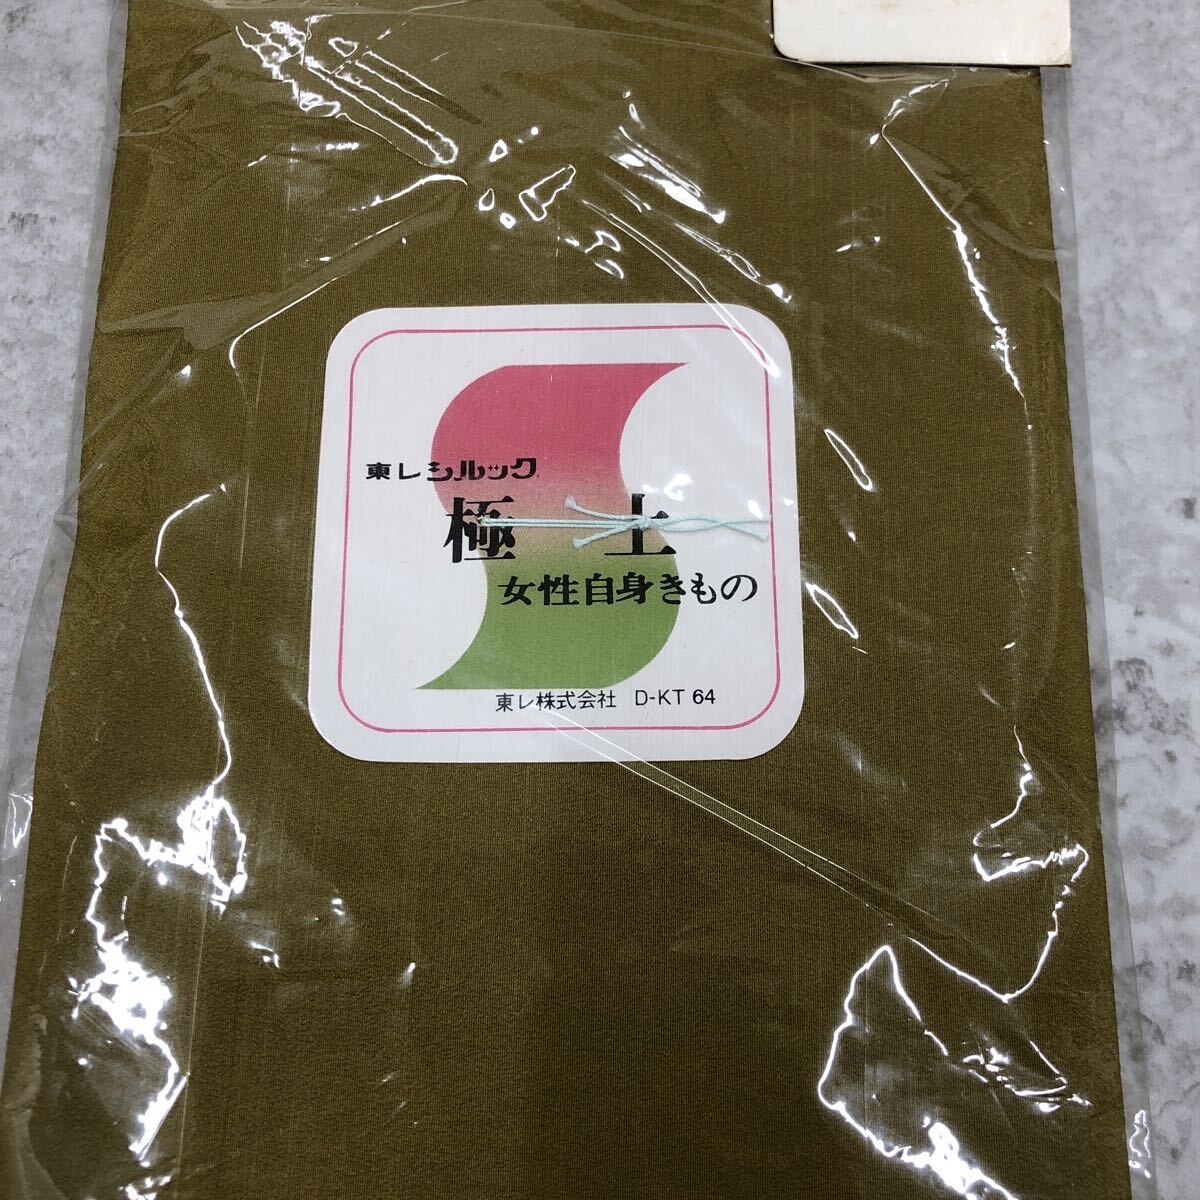 東レシルック
極上
女性自身きもの
東レ株式会社 D-KT 64